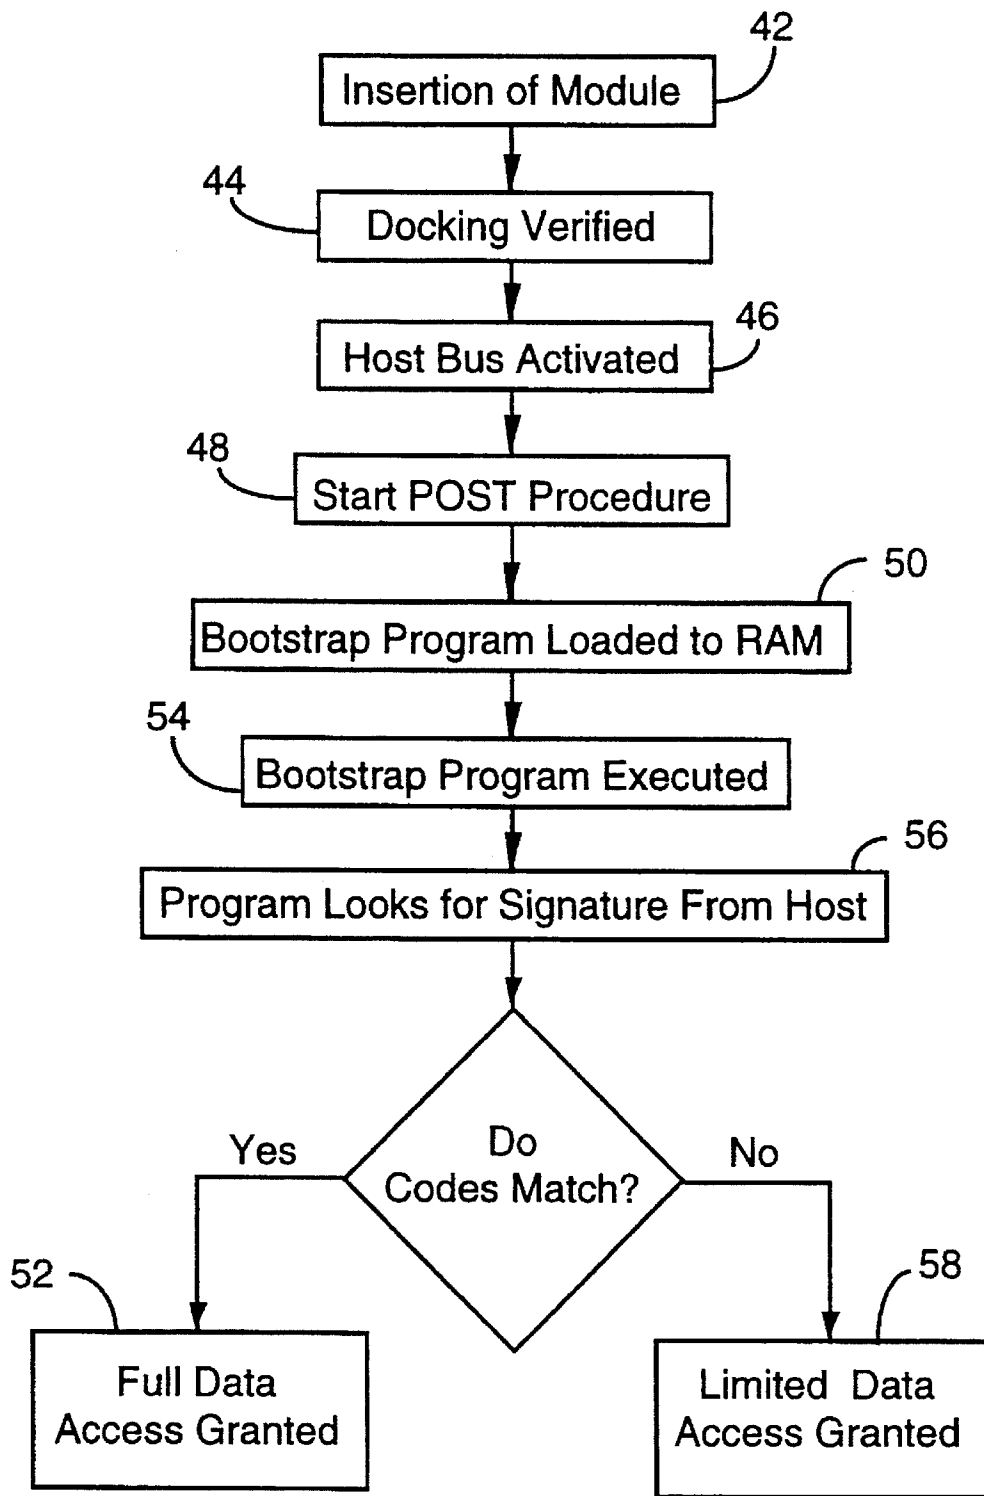 42
Insertion of Module
44
Docking Verified
46
Host Bus Activated
48
Start POST Procedure
50
Bootstrap Program Loaded to RAM
54
Bootstrap Program Executed
56
Program Looks for Signature From Host
Do
Codes Match?
Yes
No
52
58
Full Data
Access Granted
Limited Data
Access Granted